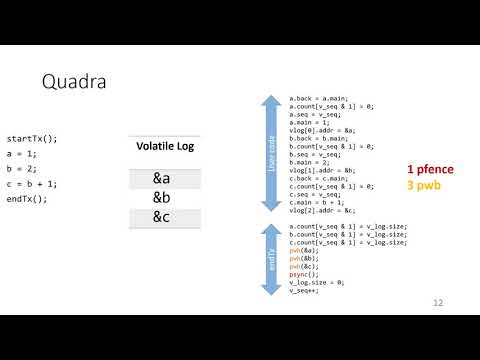 Quadra
startTx();
a = 1;
b = 2;
c = b + 1;
endTx();
Volatile Log
&a
&b
&c
User code
a.back = a.main;
a.count[v_seq & 1] = 0;
a.seq = v_seq;
a.main = 1;
vlog[0].addr = &a;
b.back = b.main;
b.count[v_seq & 1] = 0;
b.seq = v_seq;
b.main = 2;
vlog[1].addr = &b;
c.back = c.main;
c.count[v_seq & 1] = 0;
c.seq = v_seq;
c.main = b + 1;
vlog[2].addr = &c;
endTx
a.count[v_seq & 1] = v_log.size;
b.count[v_seq & 1] = v_log.size;
c.count[v_seq & 1] = v_log.size;
pwb(&a);
pwb(&b);
pwb(&c);
psync();
v_log.size = 0;
v_seq++;
1 pfence
3 pwb
12